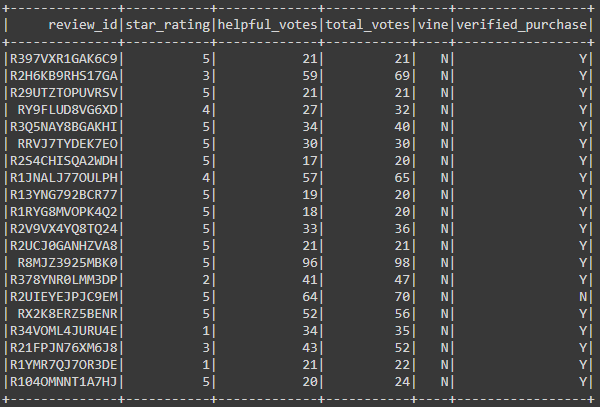 +--------------+-----------+-------------+-----------+----+-----------------+
|     review_id|star_rating|helpful_votes|total_votes|vine|verified_purchase|
+--------------+-----------+-------------+-----------+----+-----------------+
|R397VXR1GAK6C9|          5|           21|         21|   N|                Y|
|R2H6KB9RHS17GA|          3|           59|         69|   N|                Y|
|R29UTZTOPUVRSV|          5|           21|         21|   N|                Y|
| RY9FLUD8VG6XD|          4|           27|         32|   N|                Y|
|R3Q5NAY8BGAKHI|          5|           34|         40|   N|                Y|
| RRVJ7TYDEK7EO|          5|           30|         30|   N|                Y|
|R2S4CHISQA2WDH|          5|           17|         20|   N|                Y|
|R1JNALJ77OULPH|          4|           57|         65|   N|                Y|
|R13YNG792BCR77|          5|           19|         20|   N|                Y|
|R1RYG8MVOPK4Q2|          5|           18|         20|   N|                Y|
|R2V9VX4YQ8TQ24|          5|           33|         36|   N|                Y|
|R2UCJ0GANHZVA8|          5|           21|         21|   N|                Y|
| R8MJZ3925MBK0|          5|           96|         98|   N|                Y|
|R378YNR0LMM3DP|          2|           41|         47|   N|                Y|
|R2UIEYEJPJC9EM|          5|           64|         70|   N|                N|
| RX2K8ERZ5BENR|          5|           52|         56|   N|                Y|
|R34VOML4JURU4E|          1|           34|         35|   N|                Y|
|R21FPJN76XM6J8|          3|           43|         52|   N|                Y|
|R1YMR7QJ7OR3DE|          1|           21|         22|   N|                Y|
|R104OMNNT1A7HJ|          5|           20|         24|   N|                Y|
+--------------+-----------+-------------+-----------+----+-----------------+